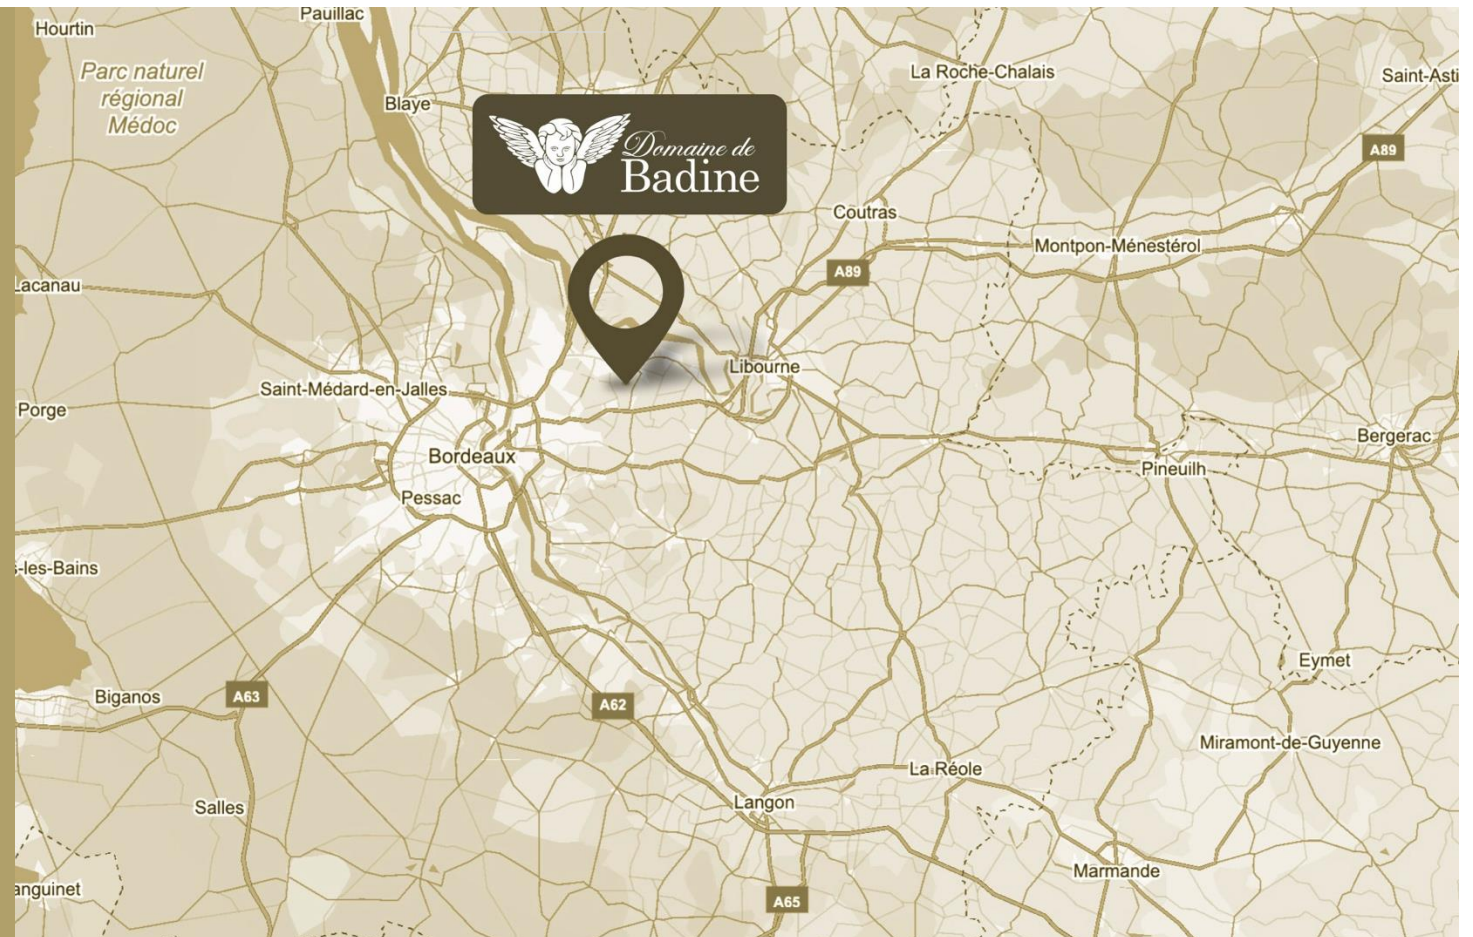 Pauillac
Hourtin
Parc naturel
régional
Médoc
Blaye
La Roche-Chalais
Saint-Asti
A89
Domaine de
Badine
Coutras
Montpon-Ménestérol
A89
Lacanau
Libourne
Saint-Médard-en-Jalles
Porge
Bergerac
Bordeaux
Pineuilh
Pessac
s-les-Bains
Eymet
Biganos
A63
A62
Miramont-de-Guyenne
La Réole
Langon
Salles
Marmande
anguinet
A65